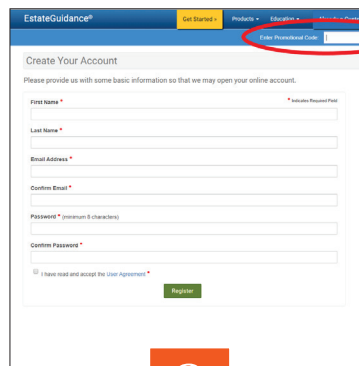 EstateGuidance®
Get Started >
Products
Education
Enter Promotional Code:
Create Your Account
Please provide us with some basic information so that we may open your online account.
* Indicates Required Field
First Name *
Last Name *
Email Address *
Confirm Email *
Password * (minimum 8 characters)
Confirm Password *
I have read and accept the User Agreement *
Register